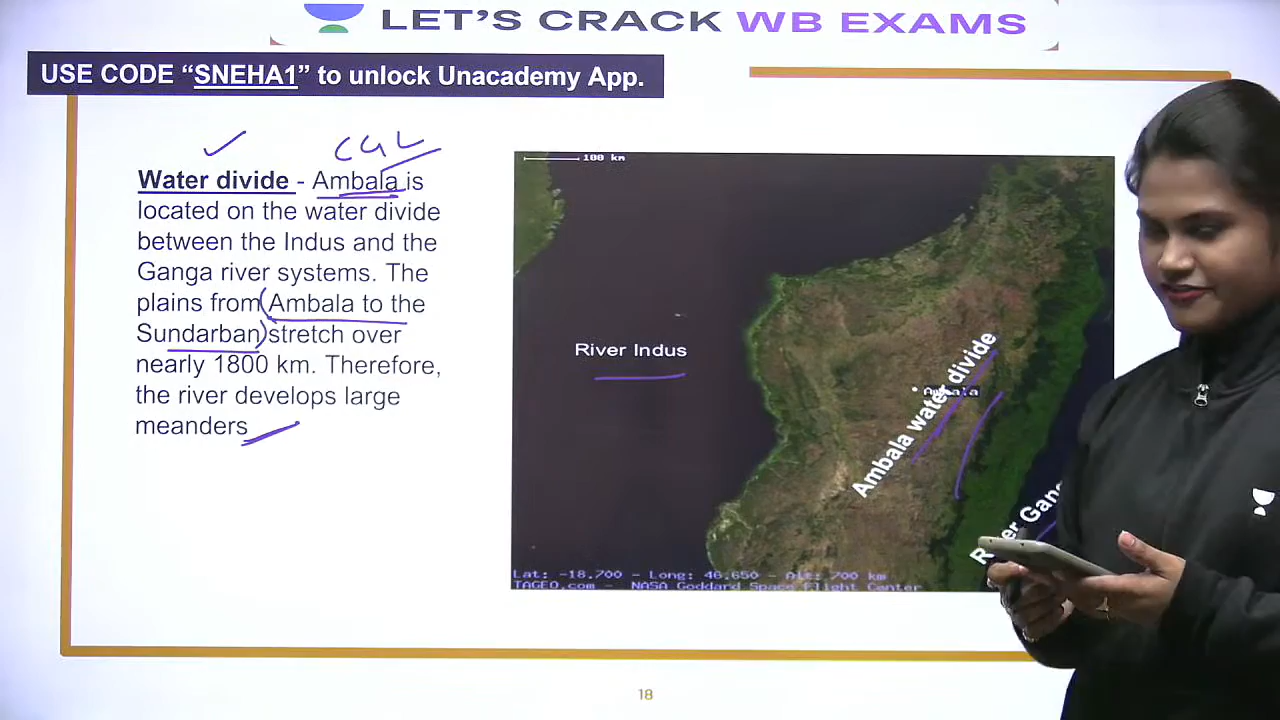 LET'S CRACK WB EXAMS
USE CODE “SNEHA1” to unlock Unacademy App.
CGL
Water divide - Ambala is
located on the water divide
between the Indus and the
Ganga river systems. The
plains from (Ambala to the
Sundarban) stretch over
nearly 1800 km. Therefore,
the river develops large
meanders
100 km
River Indus
Ambala
Ambala water divide
River Gan
Lat: -18.700 - Long: 46.650 - Alt: 700 km
TAGEO.com - NASA Goddard Space Flight Center
18